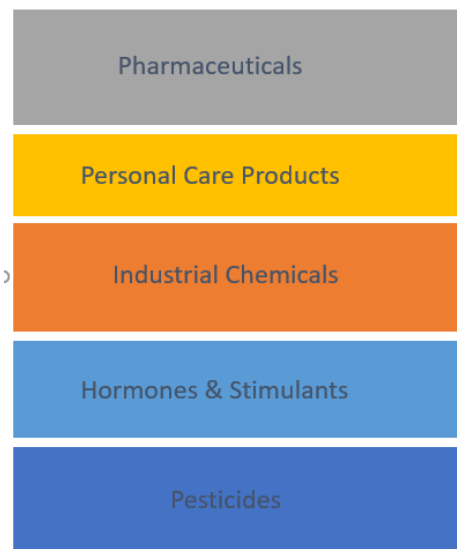 Pharmaceuticals
Personal Care Products
Industrial Chemicals
Hormones & Stimulants
Pesticides